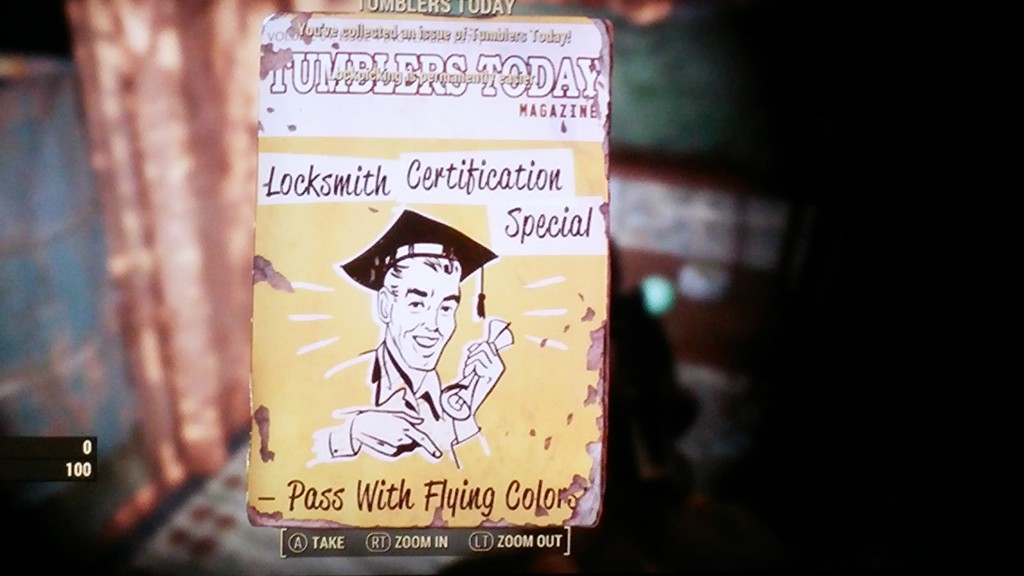 TUMBLERS TODAY
You've collected an issue of Tumblers Today!
TUMBLERS TODAY
Lockpicking is permanently easier.
MAGAZINE
Locksmith Certification
Special
– Pass With Flying Colors
0
100
A TAKE RT ZOOM IN LT ZOOM OUT